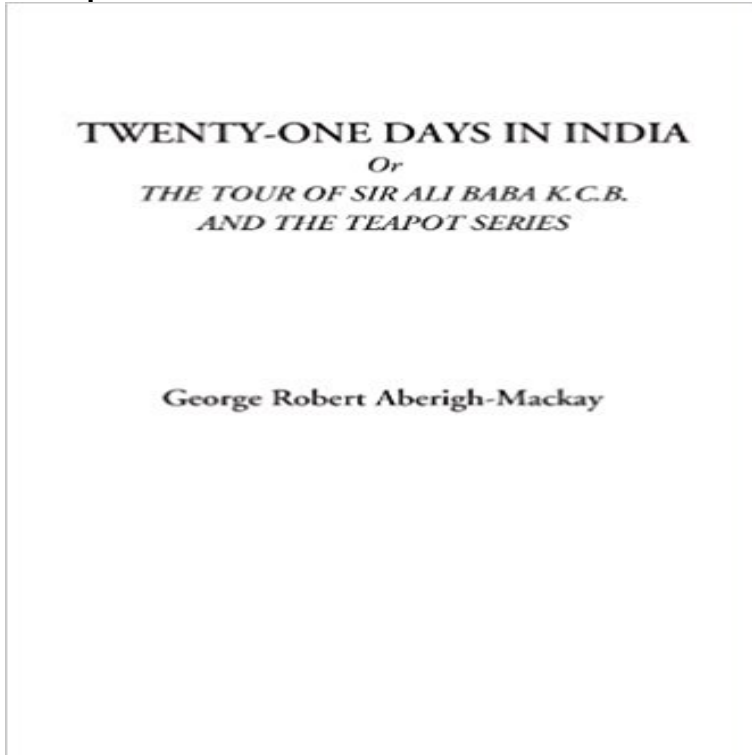 TWENTY-ONE DAYS IN INDIA
Or
THE TOUR OF SIR ALI BABA K.C.B.
AND THE TEAPOT SERIES
George Robert Aberigh-Mackay